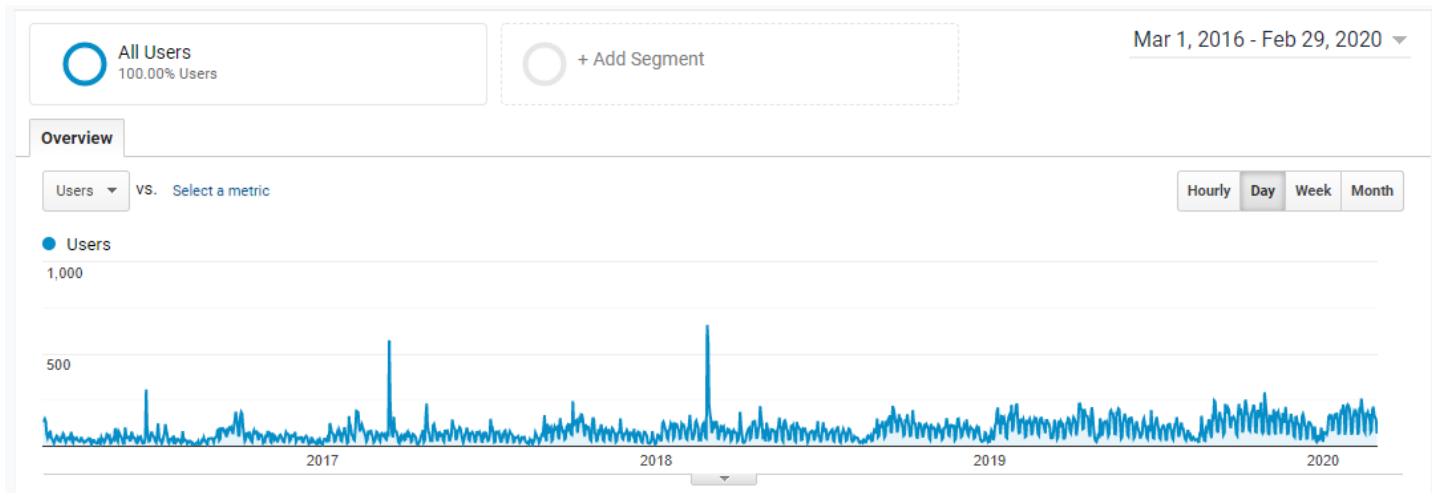 All Users
100.00% Users
+ Add Segment
Mar 1, 2016 - Feb 29, 2020
Overview
Users VS. Select a metric
Hourly Day Week Month
Users
1,000
500
2017 2018 2019 2020